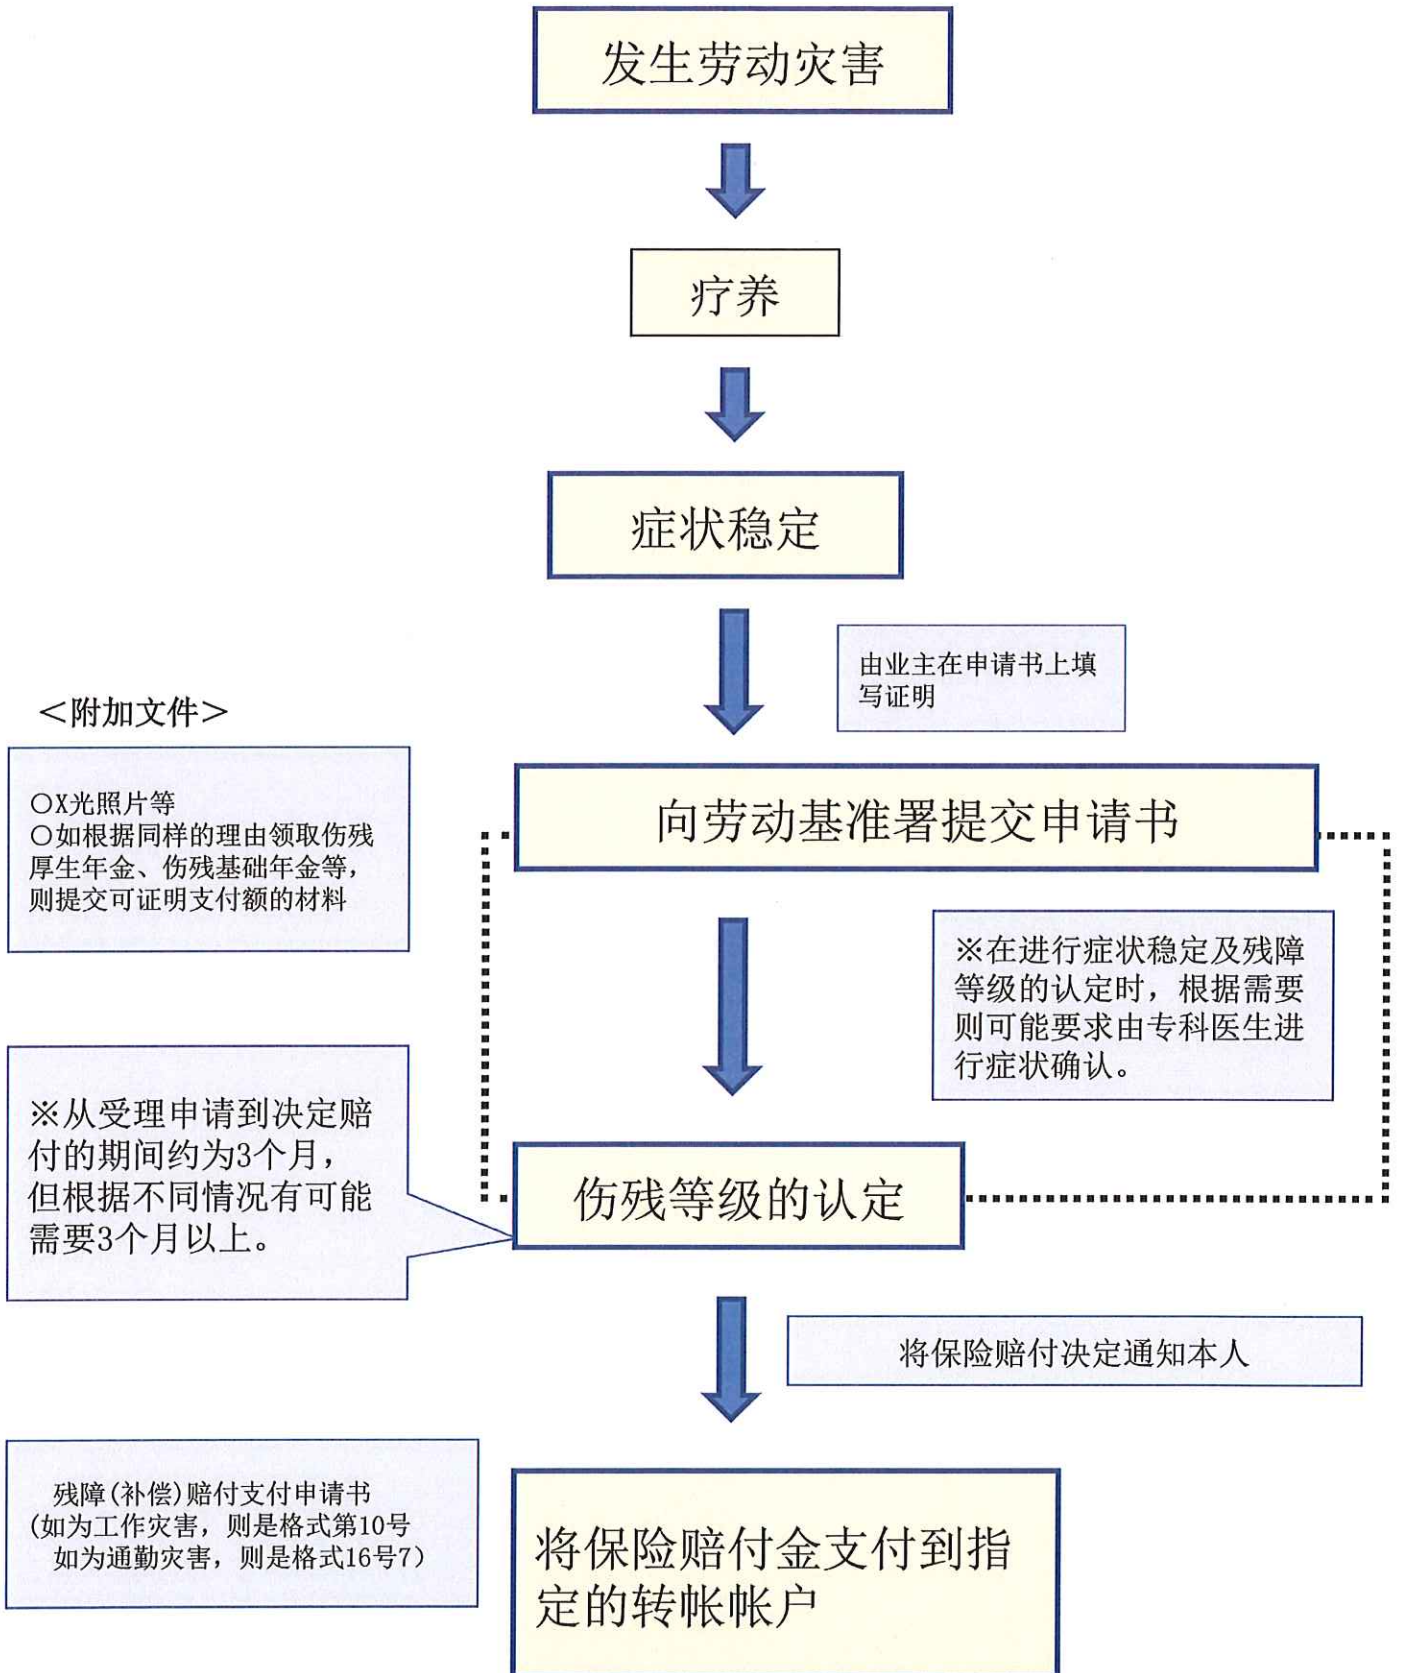 发生劳动灾害
疗养
症状稳定
由业主在申请书上填
写证明
<附加文件>
○X光照片等
○如根据同样的理由领取伤残
厚生年金、伤残基础年金等，
则提交可证明支付额的材料
向劳动基准署提交申请书
※在进行症状稳定及残障
等级的认定时，根据需要
则可能要求由专科医生进
行症状确认。
※从受理申请到决定赔
付的期间约为3个月，
但根据不同情况有可能
需要3个月以上。
伤残等级的认定
将保险赔付决定通知本人
残障(补偿)赔付支付申请书
(如为工作灾害，则是格式第10号
如为通勤灾害，则是格式16号7)
将保险赔付金支付到指
定的转帐帐户